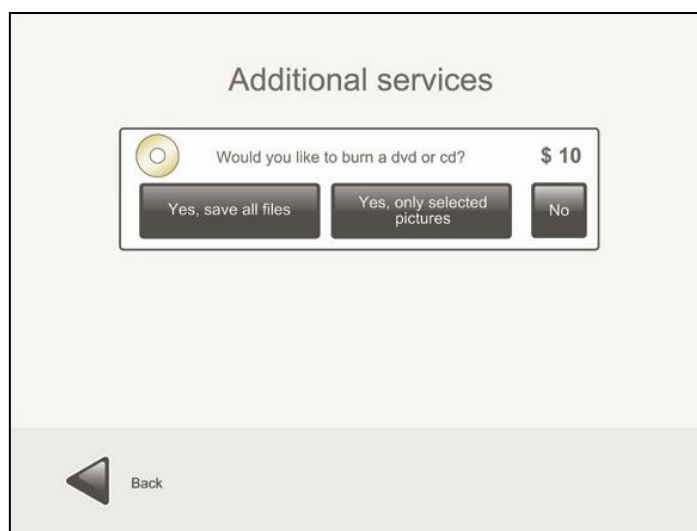 Additional services
Would you like to burn a dvd or cd? $ 10
Yes, save all files
Yes, only selected
pictures
No
Back